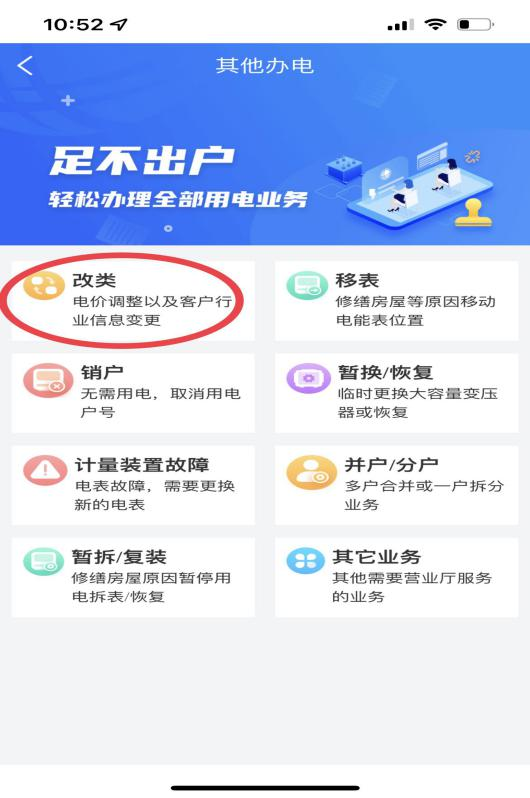 10:52
其他办电
足不出户
轻松办理全部用电业务
改类
电价调整以及客户行
业信息变更
移表
修缮房屋等原因移动
电能表位置
销户
无需用电，取消用电
户号
暂换/恢复
临时更换大容量变压
器或恢复
计量装置故障
电表故障，需要更换
新的电表
并户/分户
多户合并或一户拆分
业务
暂拆/复装
修缮房屋原因暂停用
电拆表/恢复
其它业务
其他需要营业厅服务
的业务